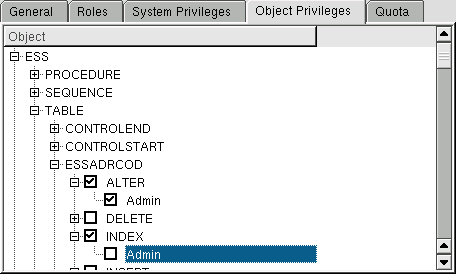 General Roles System Privileges Object Privileges Quota
Object
ESS
PROCEDURE
SEQUENCE
TABLE
CONTROLEND
CONTROLSTART
ESSADRCOD
ALTER
Admin
DELETE
INDEX
Admin
INSERT